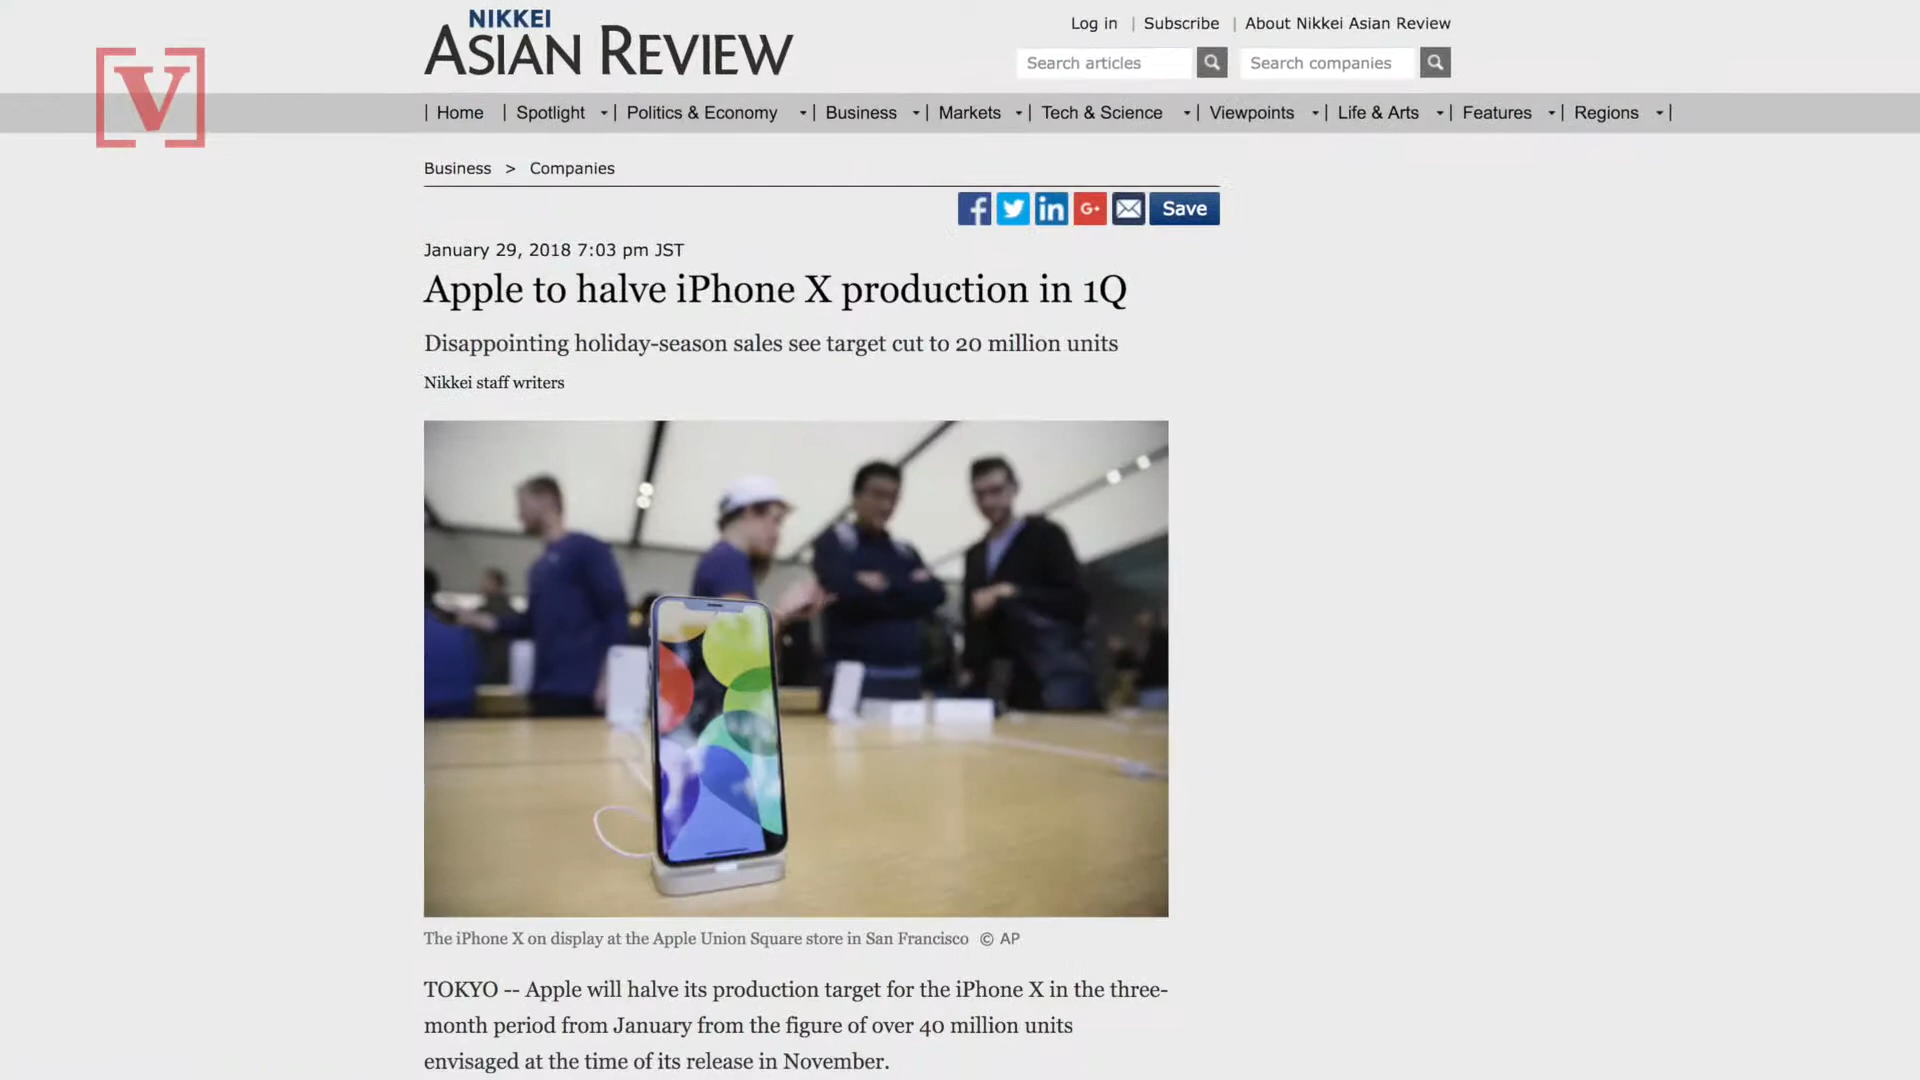 NIKKEI
ASIAN REVIEW
Log in | Subscribe | About Nikkei Asian Review
Search articles
Search companies
V
| Home | Spotlight | Politics & Economy | Business | Markets | Tech & Science | Viewpoints | Life & Arts | Features | Regions |
Business > Companies
f in G+ Save
January 29, 2018 7:03 pm JST
Apple to halve iPhone X production in 1Q
Disappointing holiday-season sales see target cut to 20 million units
Nikkei staff writers
The iPhone X on display at the Apple Union Square store in San Francisco © AP
TOKYO -- Apple will halve its production target for the iPhone X in the three-
month period from January from the figure of over 40 million units
envisaged at the time of its release in November.